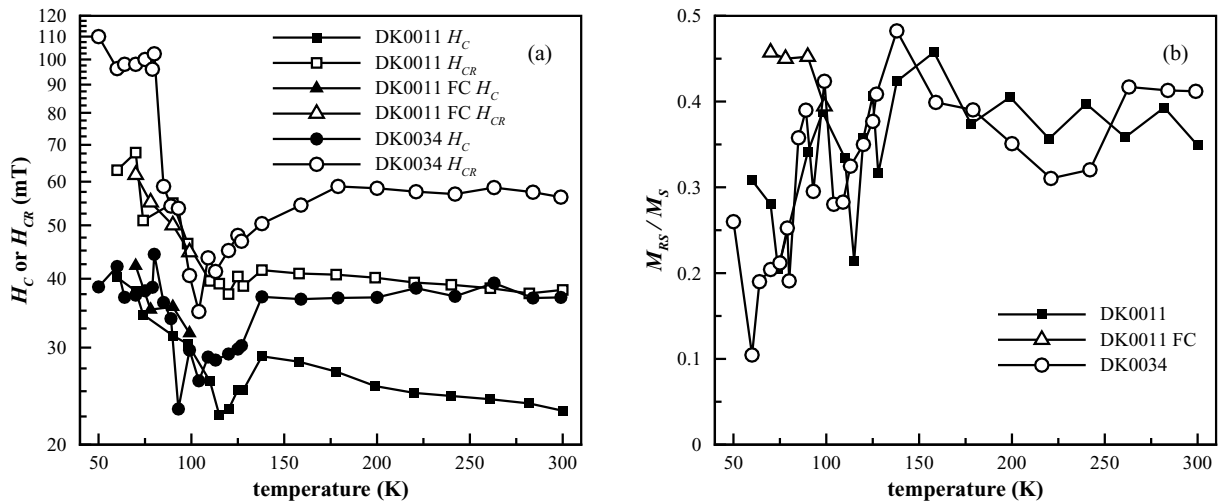 (a)
DK0011 H_C
DK0011 H_CR
DK0011 FC H_C
DK0011 FC H_CR
DK0034 H_C
DK0034 H_CR
H_C or H_CR (mT)
120
110
100
90
80
70
60
50
40
30
20
50 100 150 200 250 300
temperature (K)
(b)
M_RS / M_S
0.5
0.4
0.3
0.2
0.1
0
DK0011
DK0011 FC
DK0034
50 100 150 200 250 300
temperature (K)